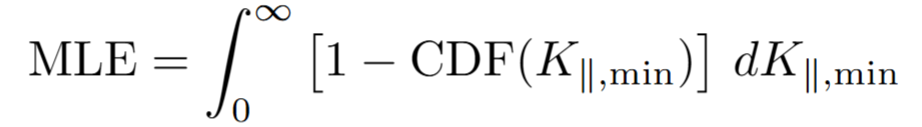 MLE = ∫₀^∞ [1 − CDF(K_{∥,min})] dK_{∥,min}